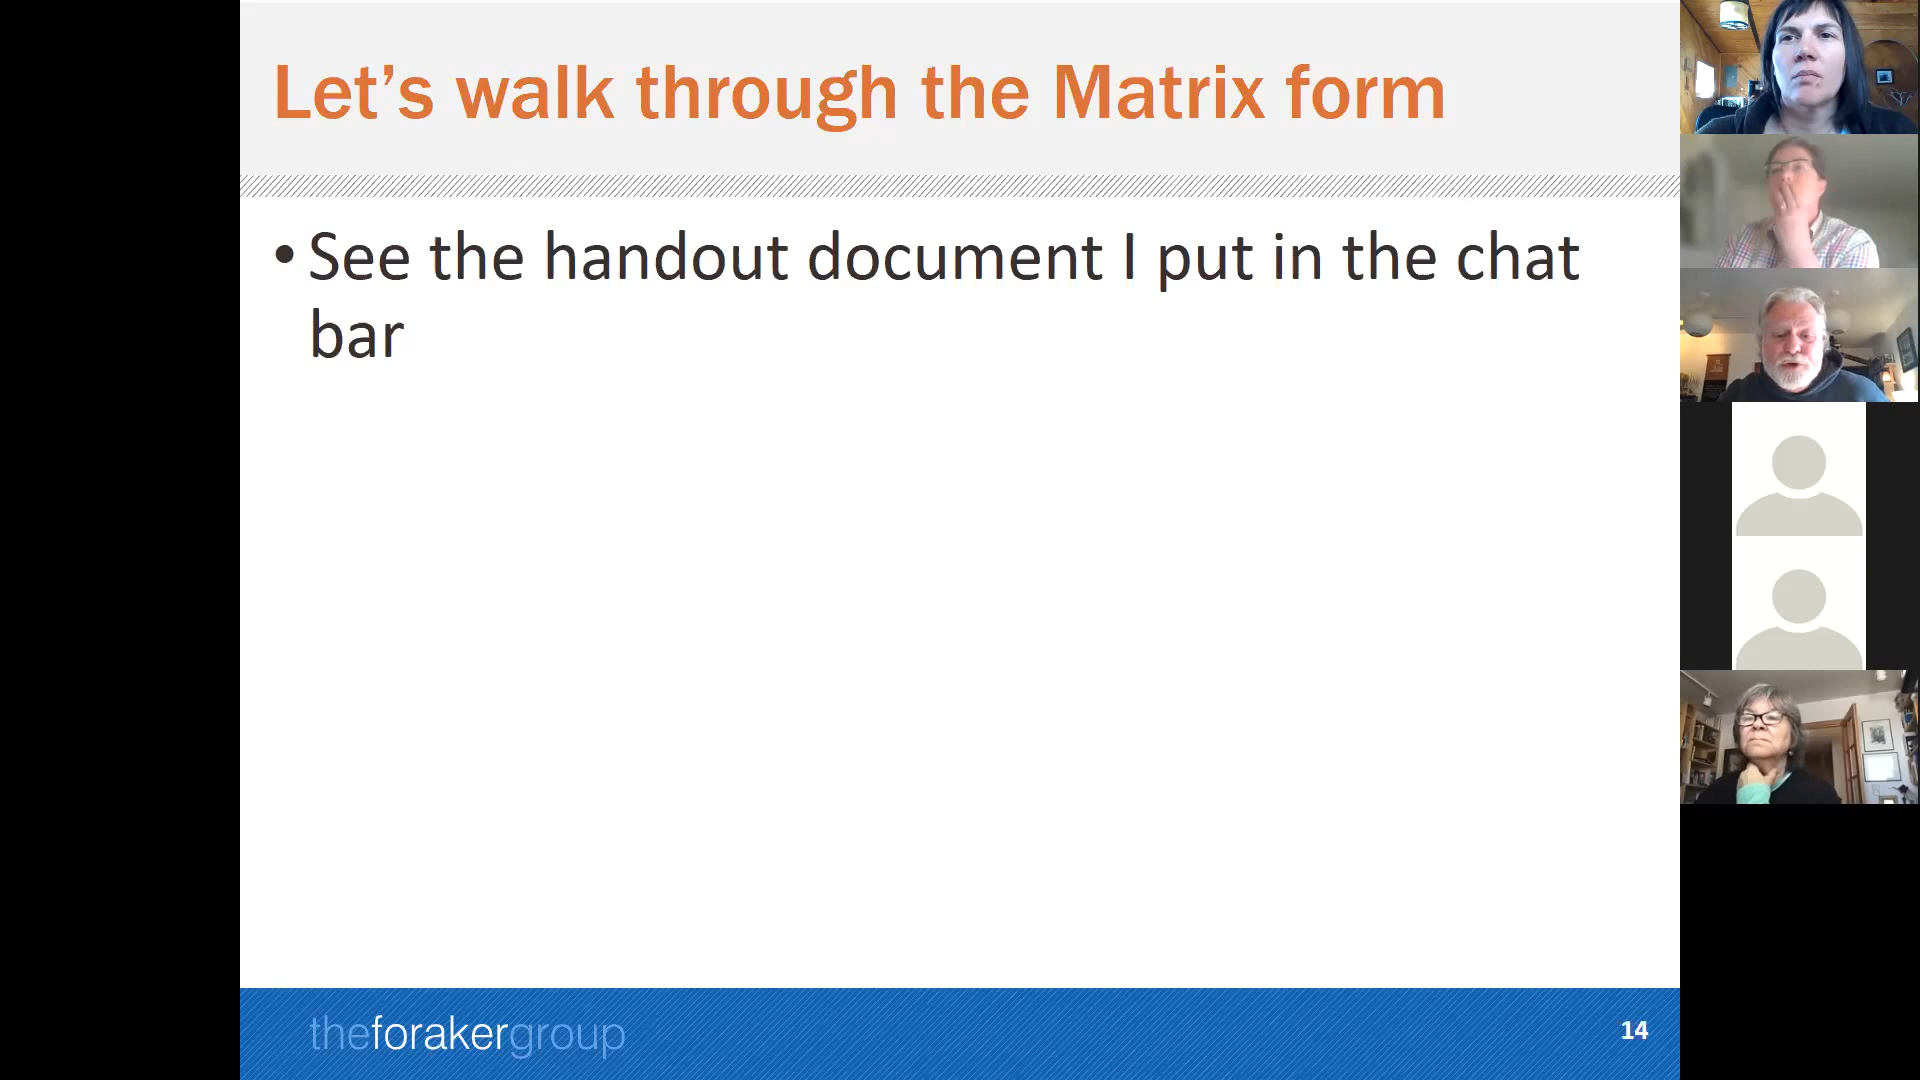 Let’s walk through the Matrix form
• See the handout document I put in the chat
bar
theforakergroup
14